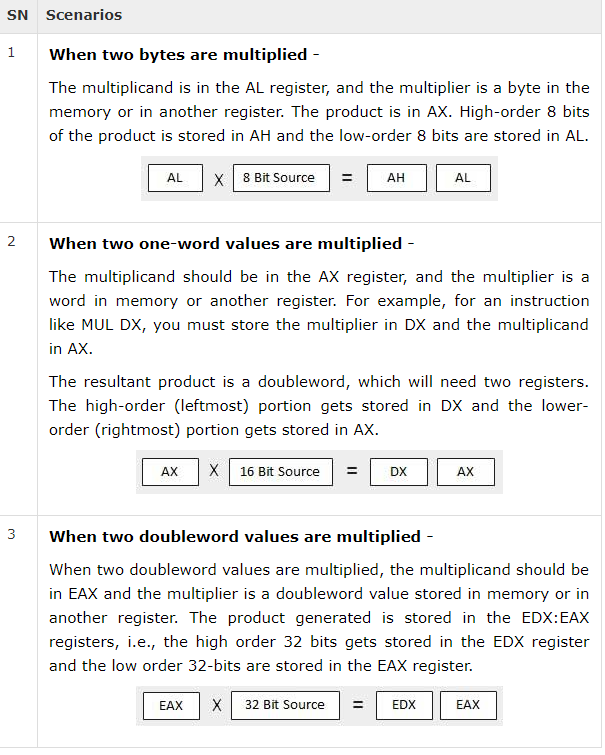 SN Scenarios
1 When two bytes are multiplied -
The multiplicand is in the AL register, and the multiplier is a byte in the
memory or in another register. The product is in AX. High-order 8 bits
of the product is stored in AH and the low-order 8 bits are stored in AL.
AL X 8 Bit Source = AH AL
2 When two one-word values are multiplied -
The multiplicand should be in the AX register, and the multiplier is a
word in memory or another register. For example, for an instruction
like MUL DX, you must store the multiplier in DX and the multiplicand
in AX.
The resultant product is a doubleword, which will need two registers.
The high-order (leftmost) portion gets stored in DX and the lower-
order (rightmost) portion gets stored in AX.
AX X 16 Bit Source = DX AX
3 When two doubleword values are multiplied -
When two doubleword values are multiplied, the multiplicand should be
in EAX and the multiplier is a doubleword value stored in memory or in
another register. The product generated is stored in the EDX:EAX
registers, i.e., the high order 32 bits gets stored in the EDX register
and the low order 32-bits are stored in the EAX register.
EAX X 32 Bit Source = EDX EAX